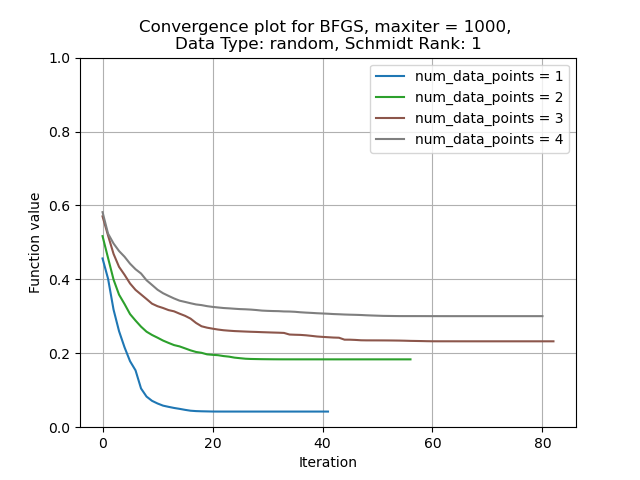 Convergence plot for BFGS, maxiter = 1000,
Data Type: random, Schmidt Rank: 1
num_data_points = 1
num_data_points = 2
num_data_points = 3
num_data_points = 4
Function value
1.0
0.8
0.6
0.4
0.2
0.0
0 20 40 60 80
Iteration